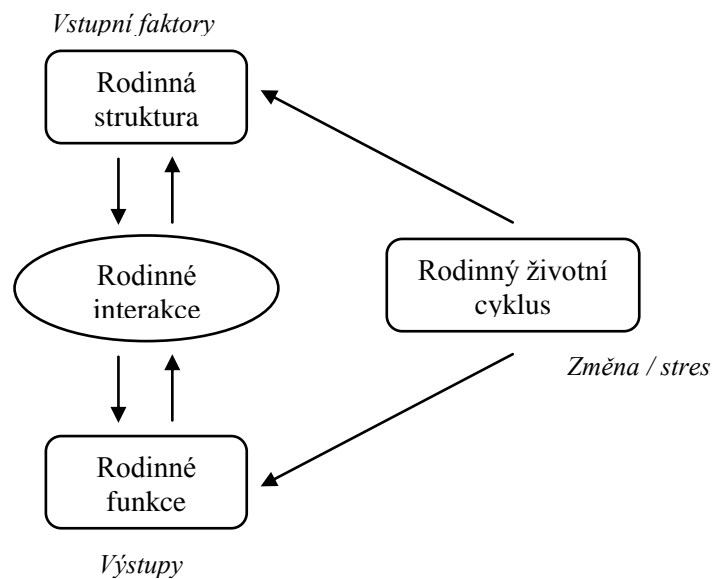 Vstupní faktory
Rodinná
struktura
Rodinné
interakce
Rodinný životní
cyklus
Změna / stres
Rodinné
funkce
Výstupy